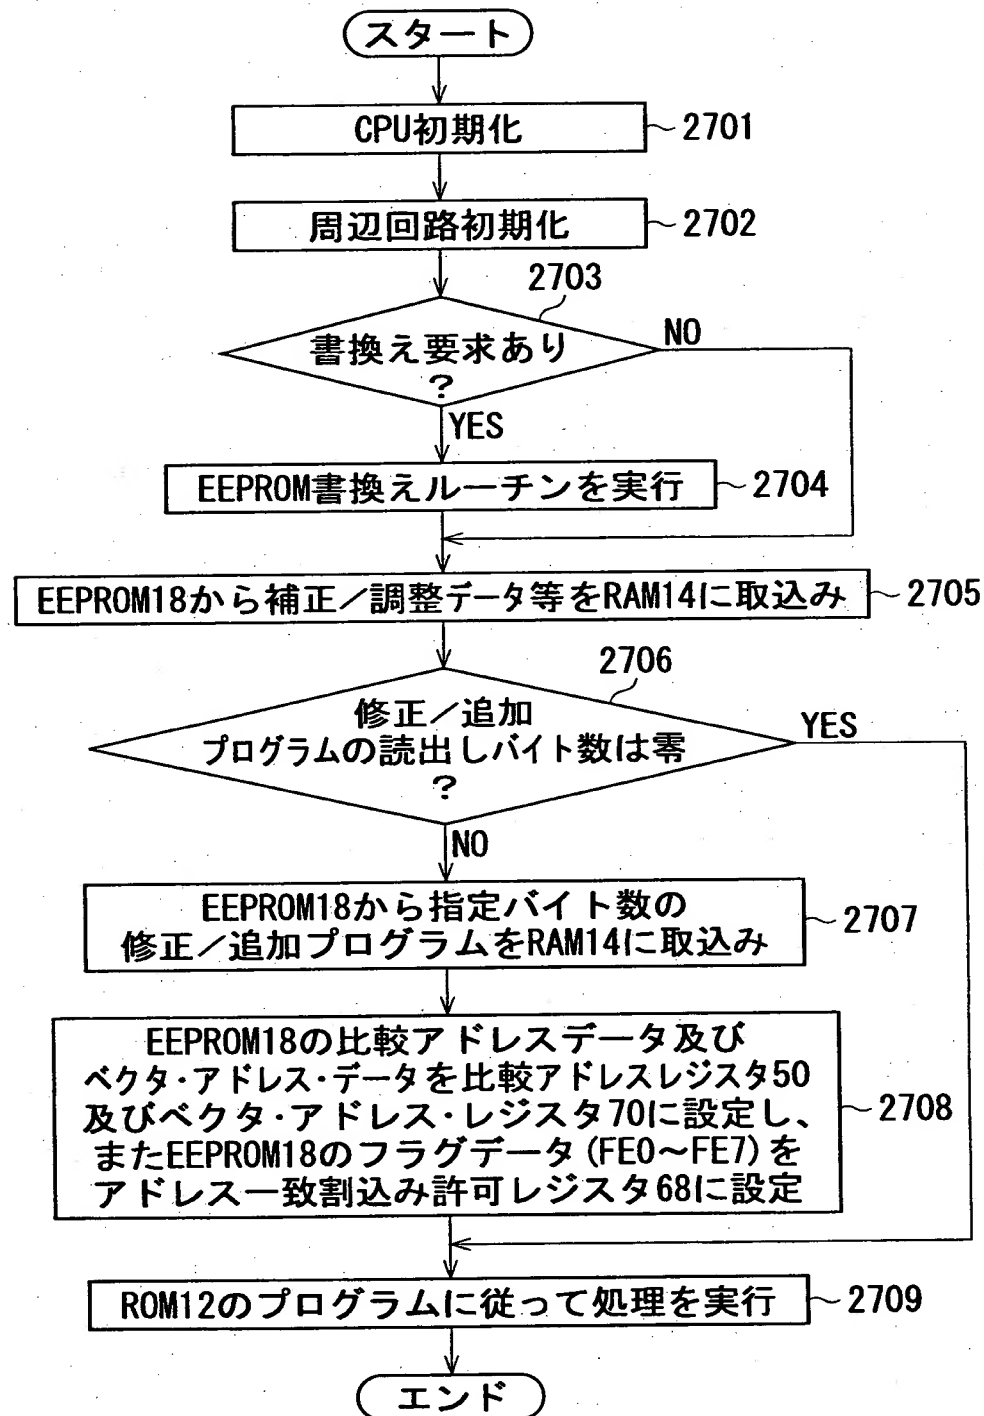 スタート
CPU初期化
2701
周辺回路初期化
2702
2703
書換え要求あり
?
NO
YES
EEPROM書換えルーチンを実行
2704
EEPROM18から補正／調整データ等をRAM14に取込み
2705
2706
修正／追加
プログラムの読出しバイト数は零
?
YES
NO
EEPROM18から指定バイト数の
修正／追加プログラムをRAM14に取込み
2707
EEPROM18の比較アドレスデータ及び
ベクタ・アドレス・データを比較アドレスレジスタ50
及びベクタ・アドレス・レジスタ70に設定し、
またEEPROM18のフラグデータ(FE0～FE7)を
アドレス一致割込み許可レジスタ68に設定
2708
ROM12のプログラムに従って処理を実行
2709
エンド